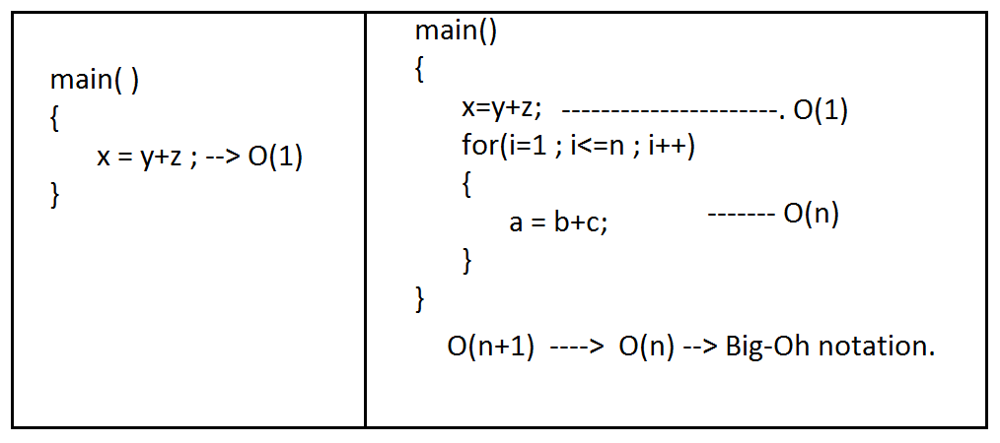 main( )
{
x = y+z ; --> O(1)
}
main()
{
x=y+z; ----------------------. O(1)
for(i=1 ; i<=n ; i++)
{
a = b+c; ------- O(n)
}
}
O(n+1) ----> O(n) --> Big-Oh notation.